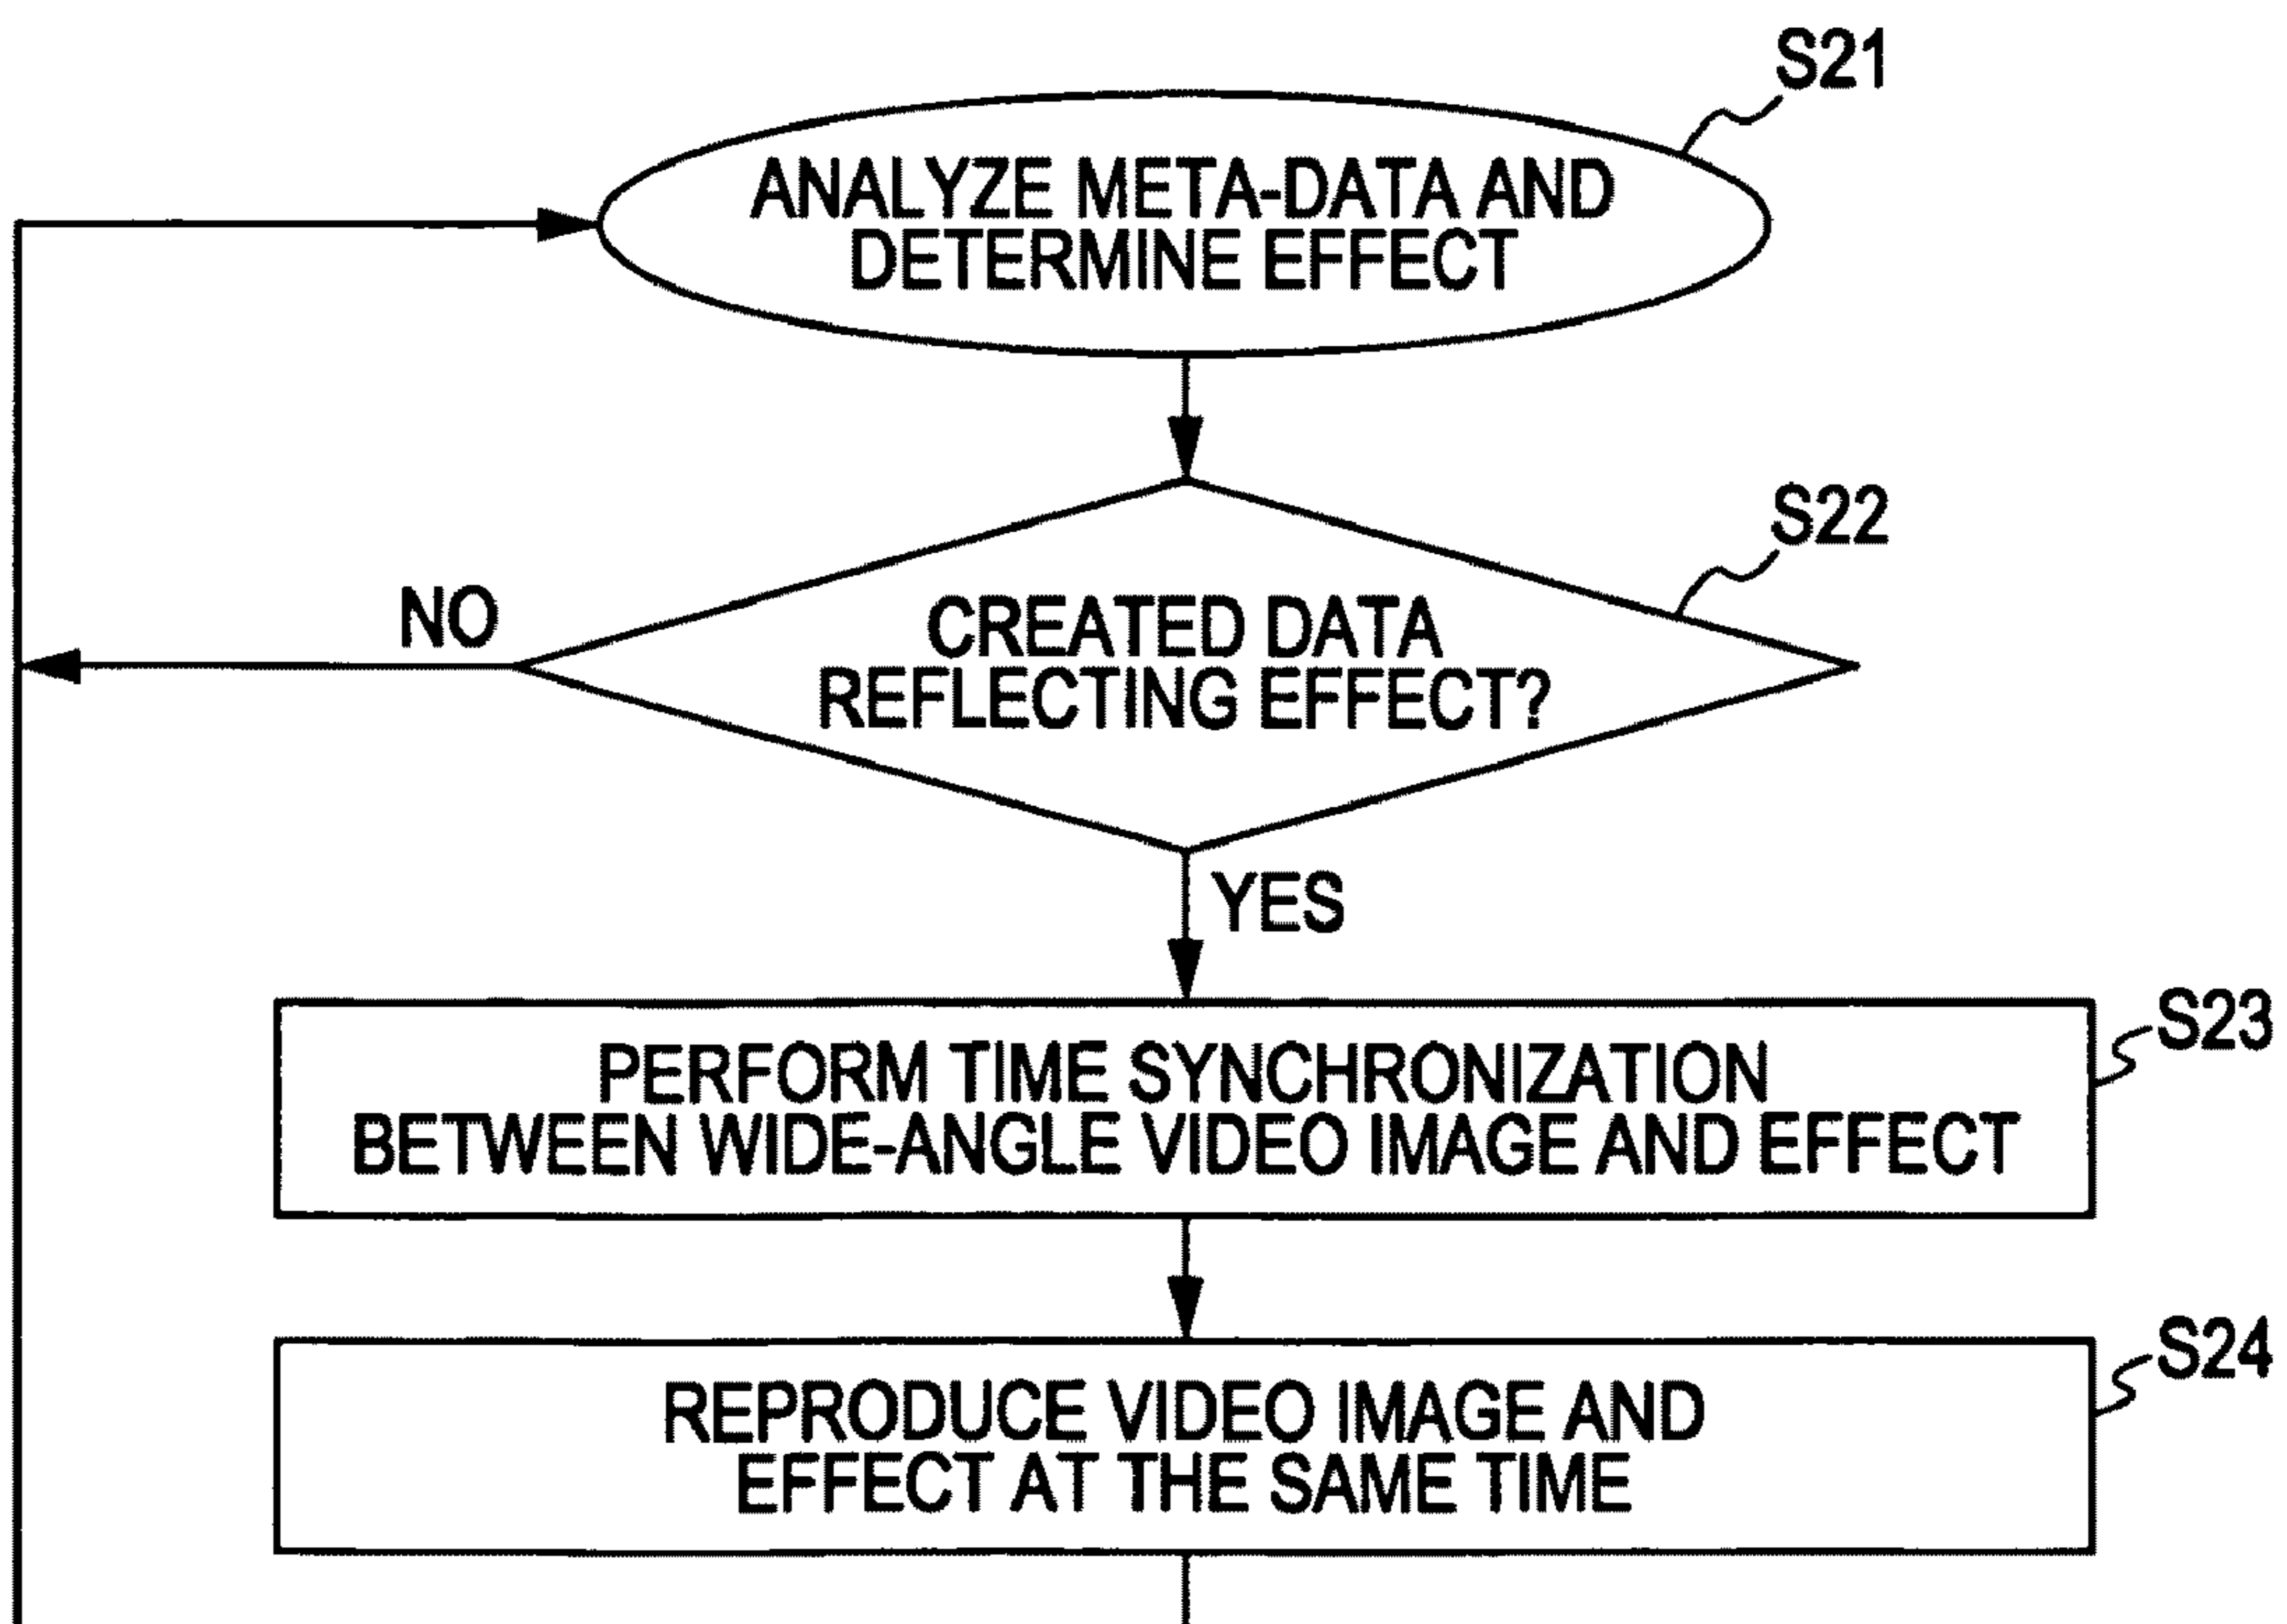 S21
ANALYZE META-DATA AND
DETERMINE EFFECT
S22
NO
CREATED DATA
REFLECTING EFFECT?
YES
S23
PERFORM TIME SYNCHRONIZATION
BETWEEN WIDE-ANGLE VIDEO IMAGE AND EFFECT
S24
REPRODUCE VIDEO IMAGE AND
EFFECT AT THE SAME TIME